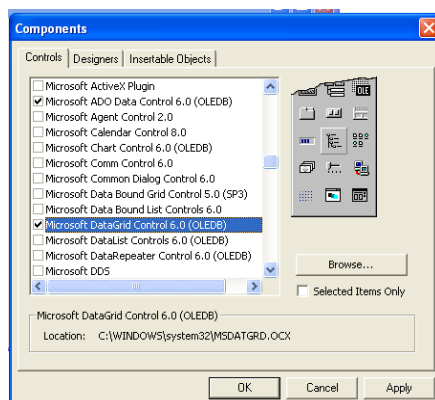 Components
Controls Designers Insertable Objects
Microsoft ActiveX Plugin
Microsoft ADO Data Control 6.0 (OLEDB)
Microsoft Agent Control 2.0
Microsoft Calendar Control 8.0
Microsoft Chart Control 6.0 (OLEDB)
Microsoft Comm Control 6.0
Microsoft Common Dialog Control 6.0
Microsoft Data Bound Grid Control 5.0 (SP3)
Microsoft Data Bound List Controls 6.0
Microsoft DataGrid Control 6.0 (OLEDB)
Microsoft DataList Controls 6.0 (OLEDB)
Microsoft DataRepeater Control 6.0 (OLEDB)
Microsoft DDS
OLE
Browse...
Selected Items Only
Microsoft DataGrid Control 6.0 (OLEDB)
Location: C:\WINDOWS\system32\MSDATGRD.OCX
OK Cancel Apply